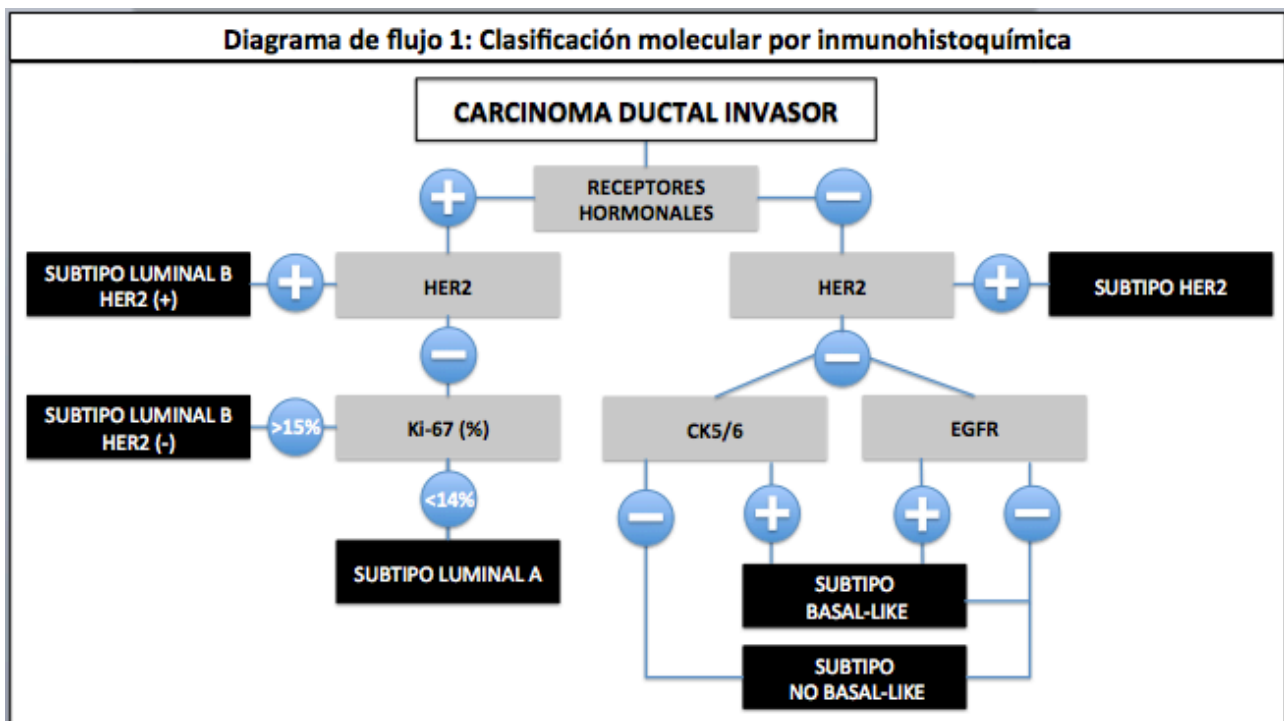 Diagrama de flujo 1: Clasificación molecular por inmunohistoquímica
CARCINOMA DUCTAL INVASOR
RECEPTORES
HORMONALES
+
−
SUBTIPO LUMINAL B
HER2 (+)
+
HER2
HER2
+
SUBTIPO HER2
−
−
SUBTIPO LUMINAL B
HER2 (-)
>15%
Ki-67 (%)
CK5/6
EGFR
<14%
−
+
+
−
SUBTIPO LUMINAL A
SUBTIPO
BASAL-LIKE
SUBTIPO
NO BASAL-LIKE